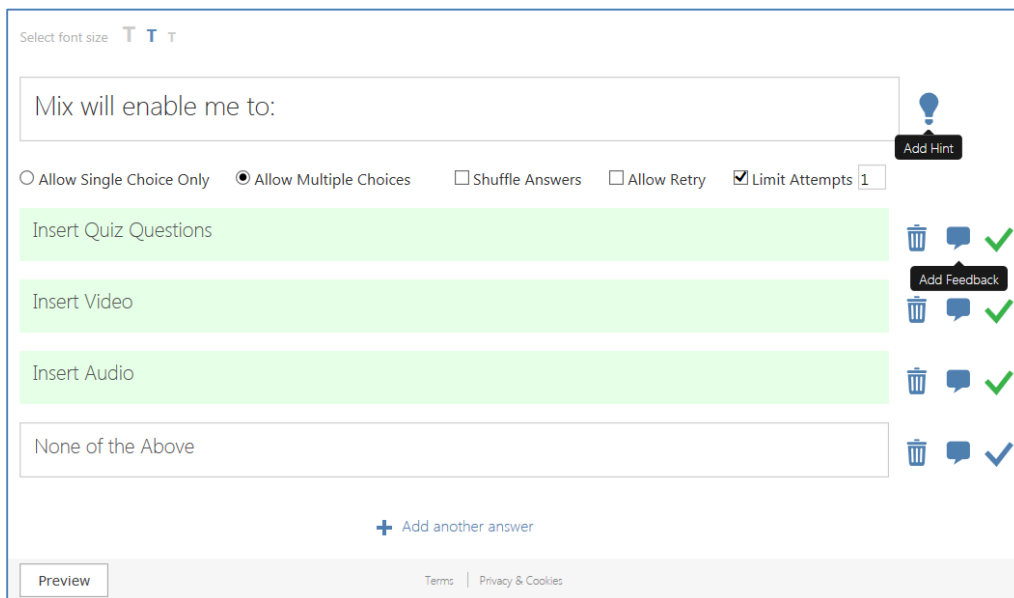 Select font size T T T
Mix will enable me to:
Add Hint
Allow Single Choice Only Allow Multiple Choices Shuffle Answers Allow Retry Limit Attempts 1
Insert Quiz Questions
Add Feedback
Insert Video
Insert Audio
None of the Above
Add another answer
Preview Terms Privacy & Cookies